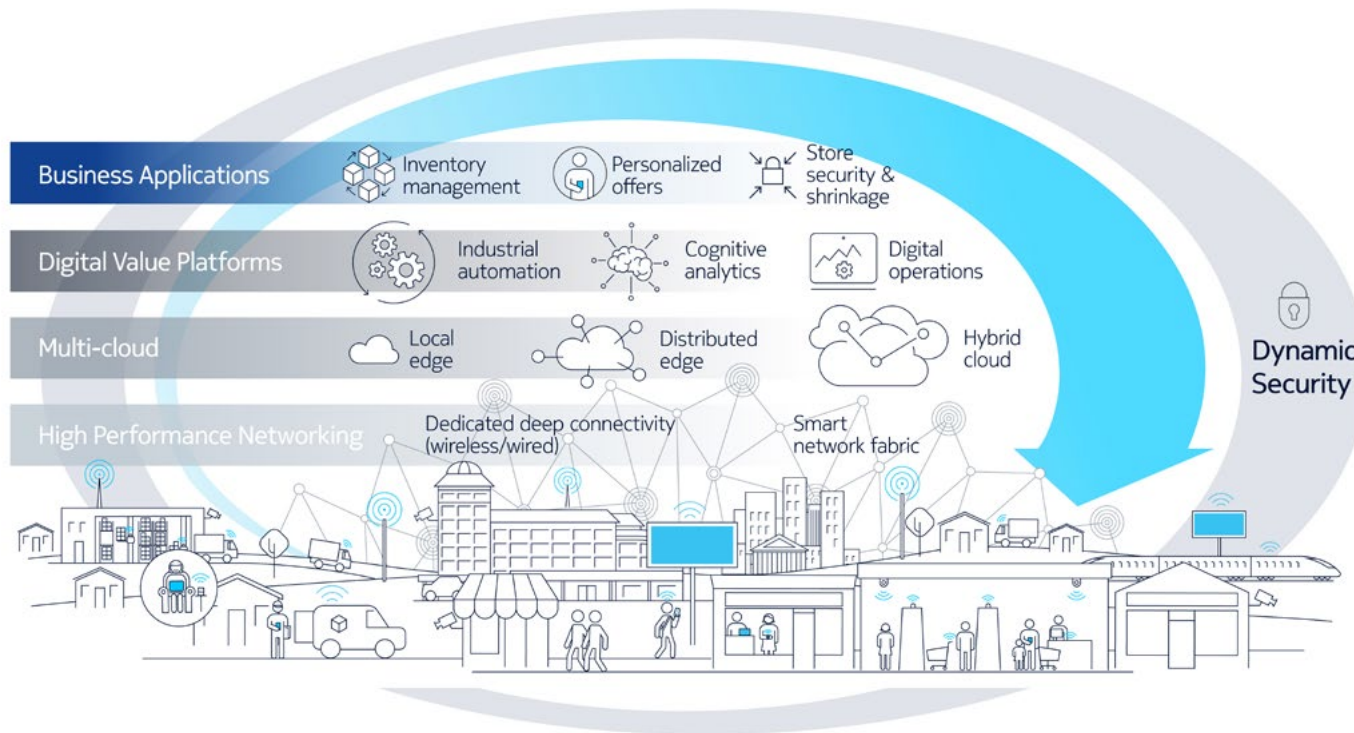 Business Applications
Inventory
management
Personalized
offers
Store
security &
shrinkage
Digital Value Platforms
Industrial
automation
Cognitive
analytics
Digital
operations
Multi-cloud
Local
edge
Distributed
edge
Hybrid
cloud
High Performance Networking
Dedicated deep connectivity
(wireless/wired)
Smart
network fabric
Dynamic
Security